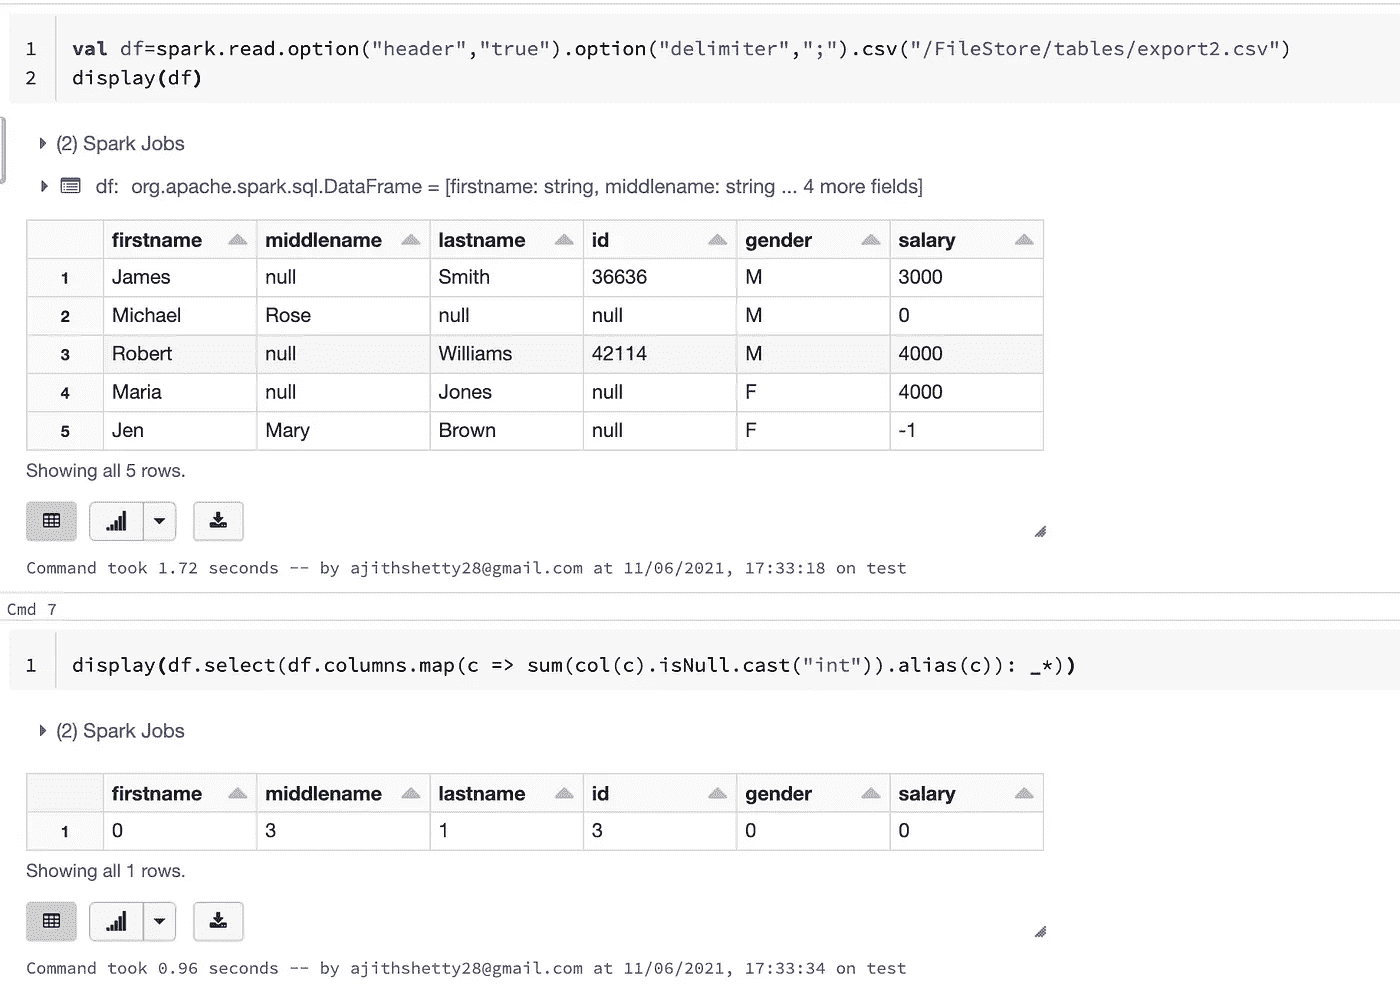 1 val df=spark.read.option("header","true").option("delimiter",";").csv("/FileStore/tables/export2.csv")
2 display(df)
(2) Spark Jobs
df: org.apache.spark.sql.DataFrame = [firstname: string, middlename: string ... 4 more fields]
firstname middlename lastname id gender salary
1 James null Smith 36636 M 3000
2 Michael Rose null null M 0
3 Robert null Williams 42114 M 4000
4 Maria null Jones null F 4000
5 Jen Mary Brown null F -1
Showing all 5 rows.
Command took 1.72 seconds -- by ajithshetty28@gmail.com at 11/06/2021, 17:33:18 on test
Cmd 7
1 display(df.select(df.columns.map(c => sum(col(c).isNull.cast("int")).alias(c)): _*))
(2) Spark Jobs
firstname middlename lastname id gender salary
1 0 3 1 3 0 0
Showing all 1 rows.
Command took 0.96 seconds -- by ajithshetty28@gmail.com at 11/06/2021, 17:33:34 on test